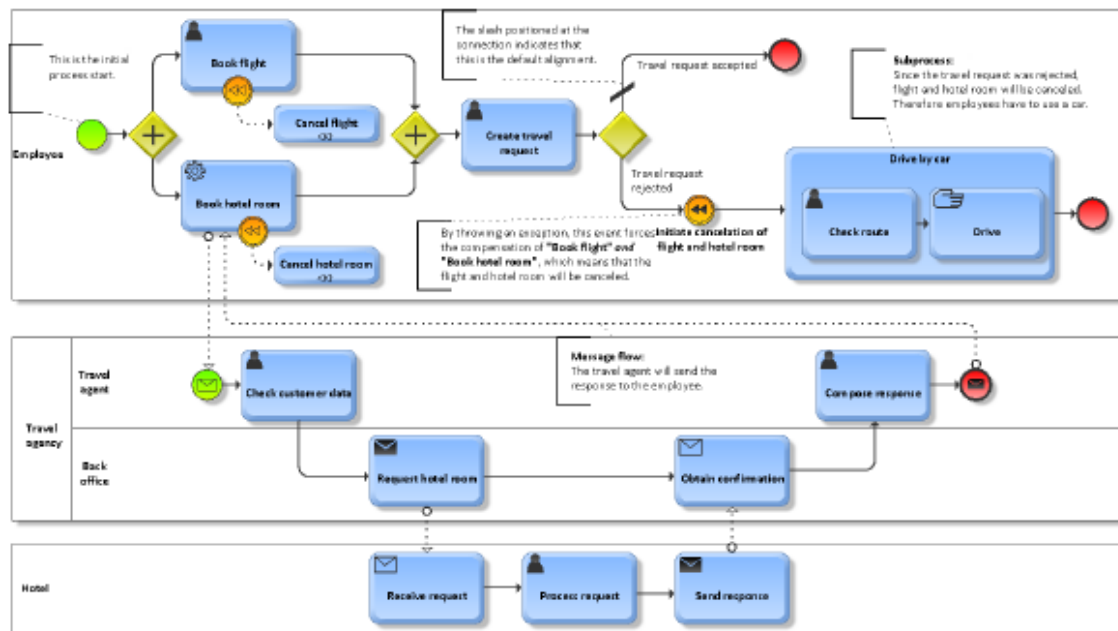 This is the initial
process start.
Employee
Book flight
Cancel flight
Book hotel room
Cancel hotel room
The slash positioned at the
connection indicates that
this is the default alignment.
Create travel
request
Travel request accepted
Travel request
rejected
By throwing an exception, this event forces
the compensation of "Book flight" and
"Book hotel room", which means that the
flight and hotel room will be canceled.
Initiate cancelation of
flight and hotel room
Subprocess:
Since the travel request was rejected,
flight and hotel room will be canceled.
Therefore employees have to use a car.
Drive by car
Check route
Drive
Travel
agency
Travel
agent
Check customer data
Message flow:
The travel agent will send the
response to the employee.
Compose response
Back
office
Request hotel room
Obtain confirmation
Hotel
Receive request
Process request
Send response